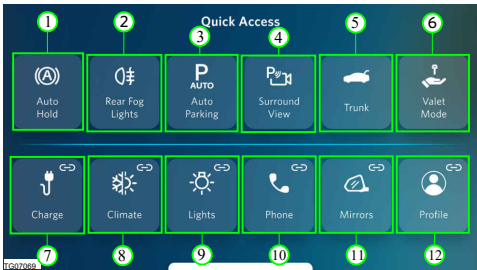 Quick Access
1 2 3 4 5 6
(A) P AUTO P
Auto Hold
Rear Fog Lights
Auto Parking
Surround View
Trunk
Valet Mode
Charge
Climate
Lights
Phone
Mirrors
Profile
7 8 9 10 11 12
TG07069